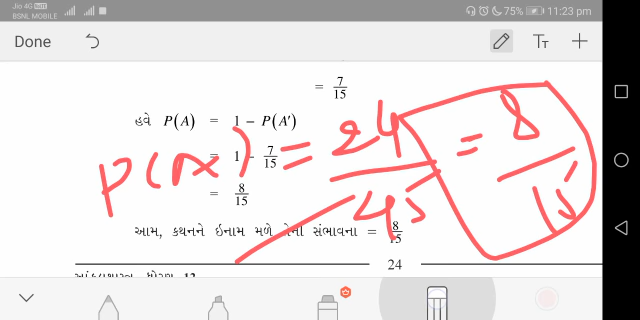 Jio 4G VoLTE
BSNL MOBILE
75% 11:23 pm
Done
= 7/15
હવે P(A) = 1 − P(A′)
= 1 − 7/15
= 8/15
P(A) = 24/45 = 8/15
આમ, કથનને ઇનામ મળે તેની સંભાવના = 8/15
24